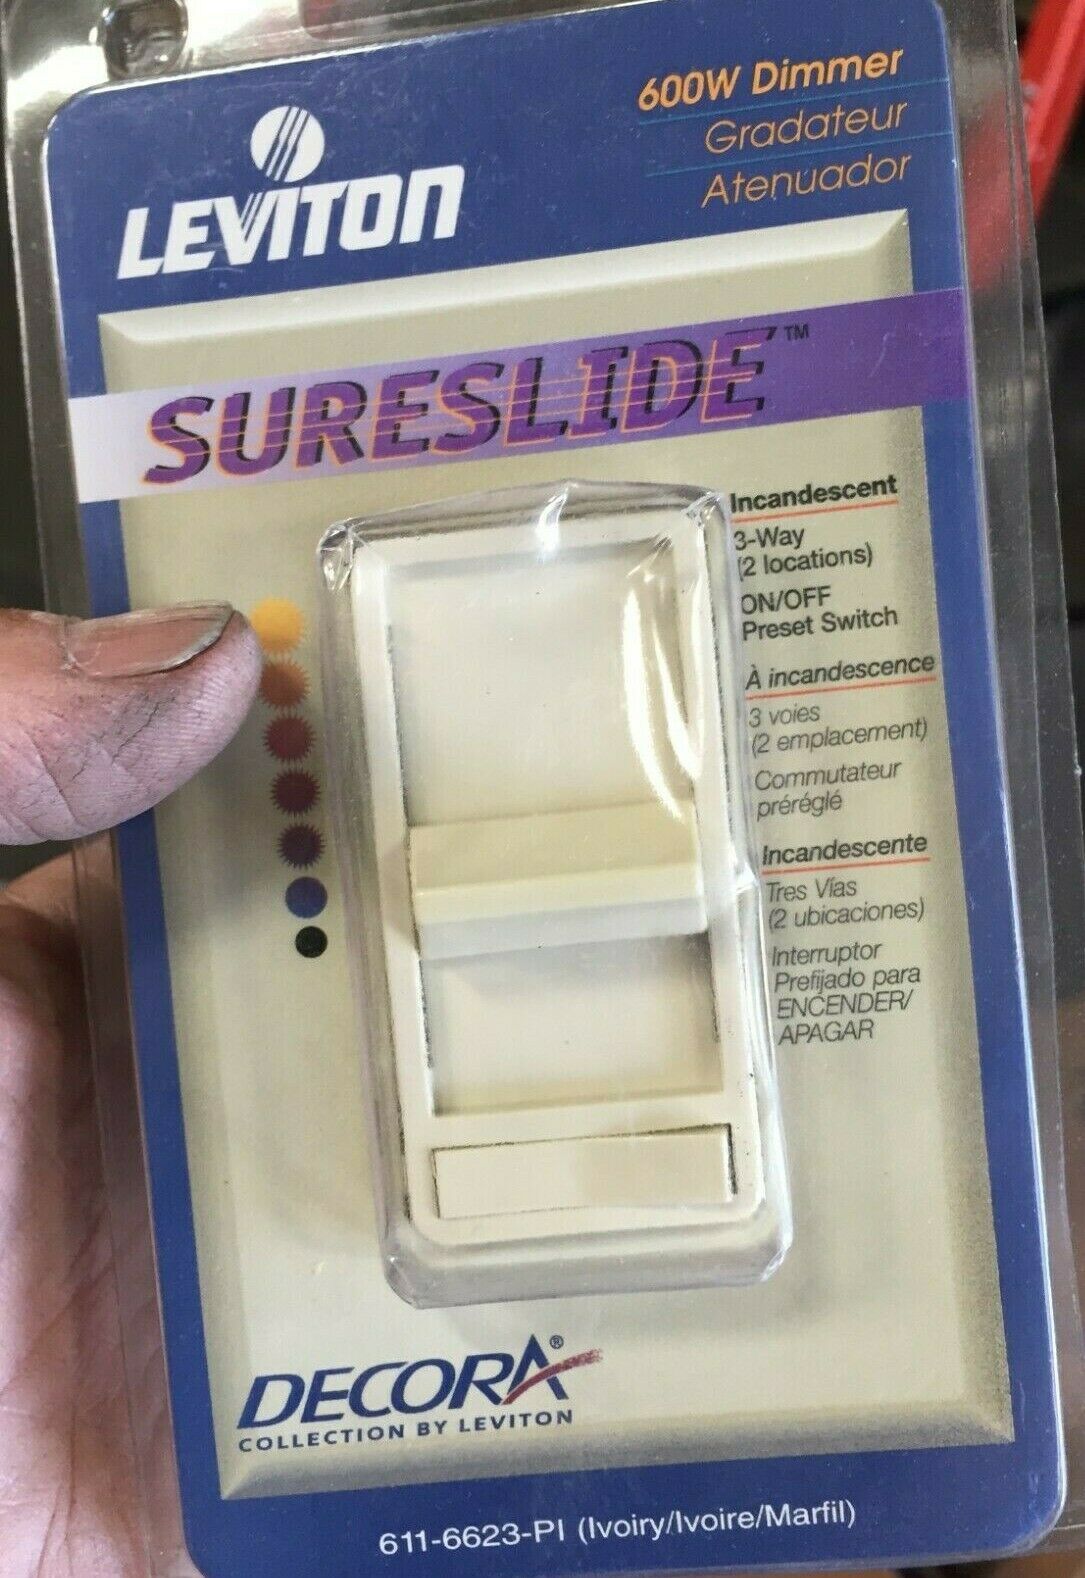 LEVITON
600W Dimmer
Gradateur
Atenuador
SURESLIDE™
Incandescent
3-Way
(2 locations)
ON/OFF
Preset Switch
À incandescence
3 voies
(2 emplacement)
Commutateur
préréglé
Incandescente
Tres Vías
(2 ubicaciones)
Interruptor
Prefijado para
ENCENDER/
APAGAR
DECORA®
COLLECTION BY LEVITON
611-6623-PI (Ivoiry/Ivoire/Marfil)